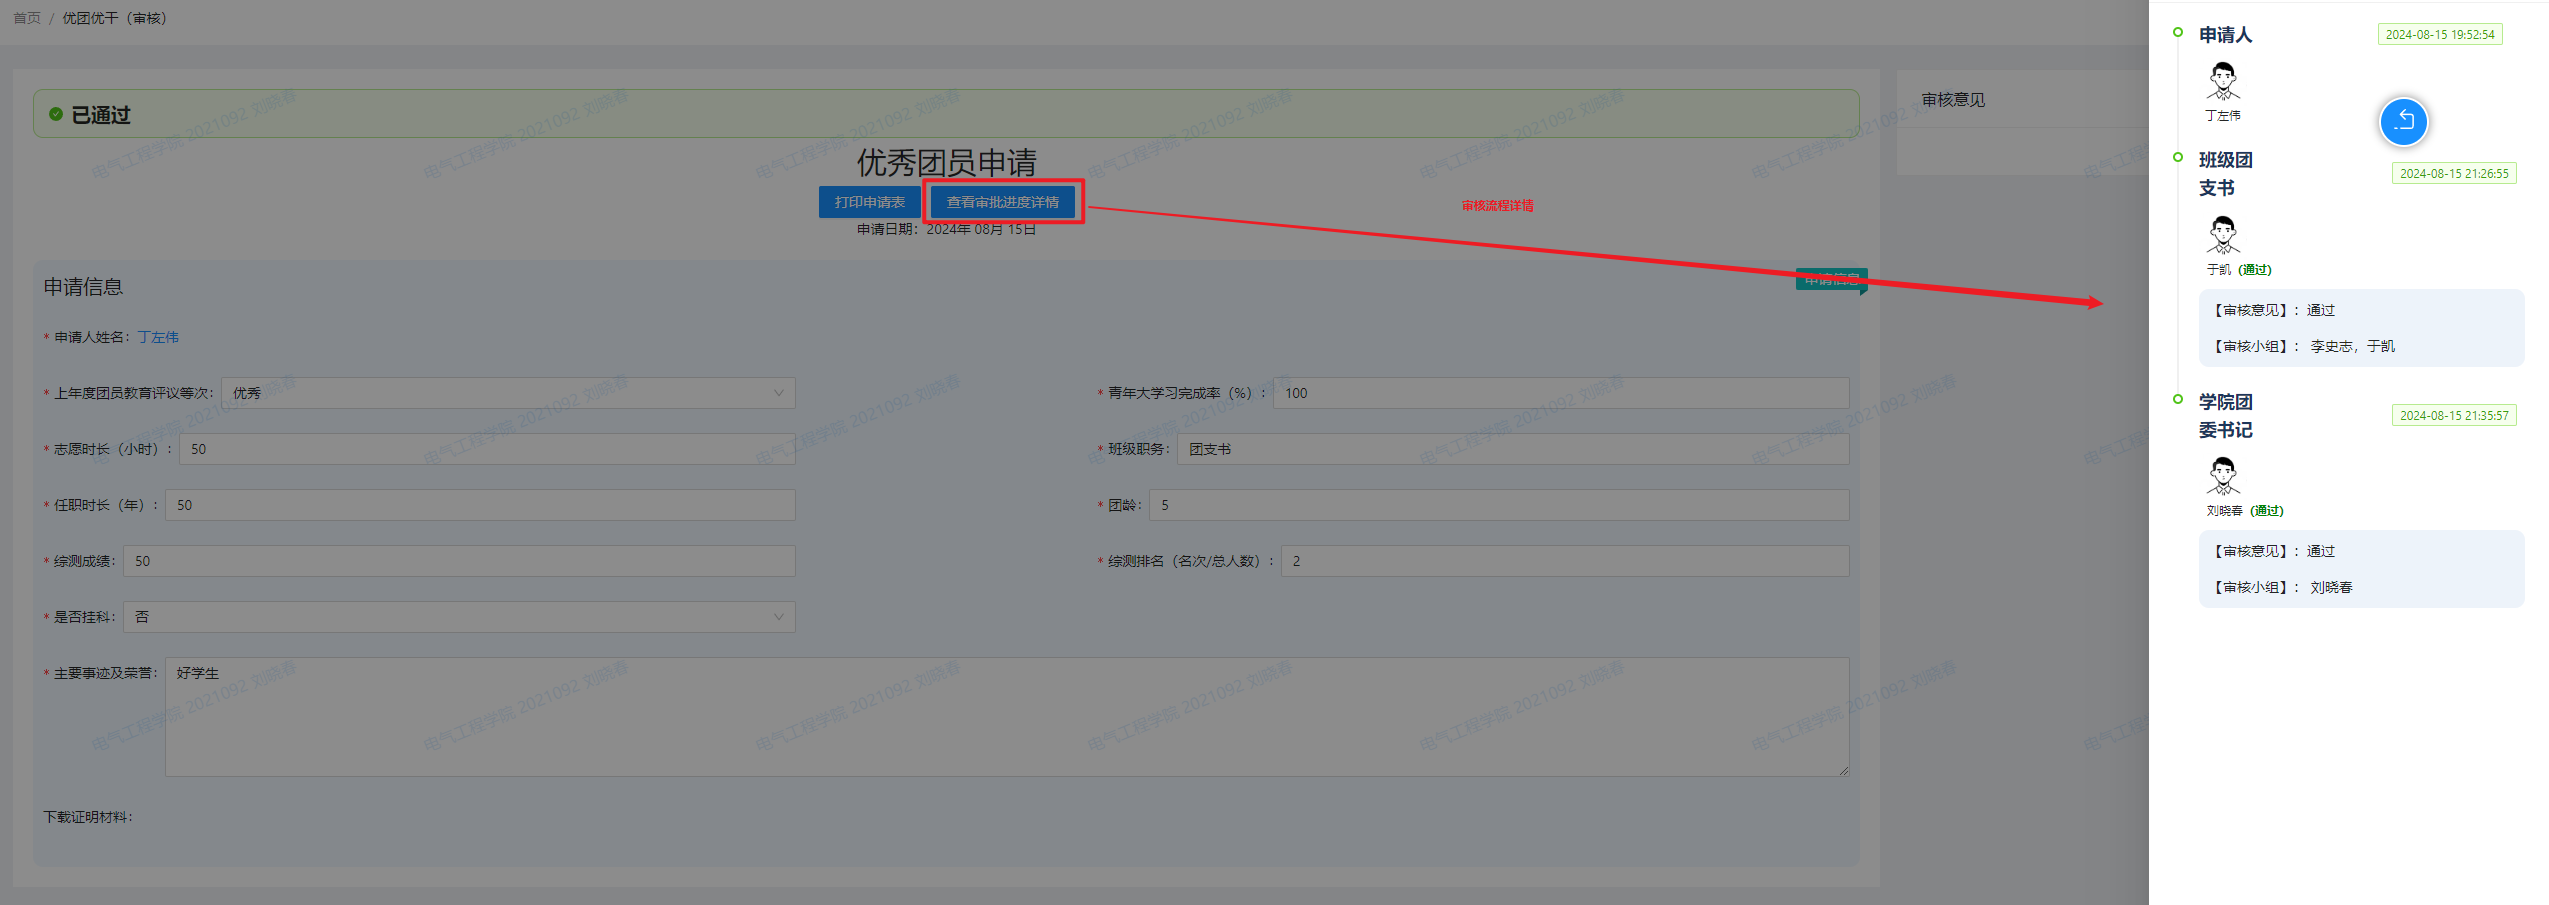 首页 / 优团优干（审核）
已通过
优秀团员申请
打印申请表
查看审批进度详情
申请日期：2024年 08月 15日
审核流程详情
申请信息
申请信息
* 申请人姓名：丁左伟
* 上年度团员教育评议等次：优秀
* 青年大学习完成率（%）：100
* 志愿时长（小时）：50
* 班级职务：团支书
* 任职时长（年）：50
* 团龄：5
* 综测成绩：50
* 综测排名（名次/总人数）：2
* 是否挂科：否
* 主要事迹及荣誉：好学生
下载证明材料：
审核意见
申请人
2024-08-15 19:52:54
丁左伟
班级团
支书
2024-08-15 21:26:55
于凯（通过）
【审核意见】：通过
【审核小组】：李史志，于凯
学院团
委书记
2024-08-15 21:35:57
刘晓春（通过）
【审核意见】：通过
【审核小组】：刘晓春
电气工程学院 2021092 刘晓春